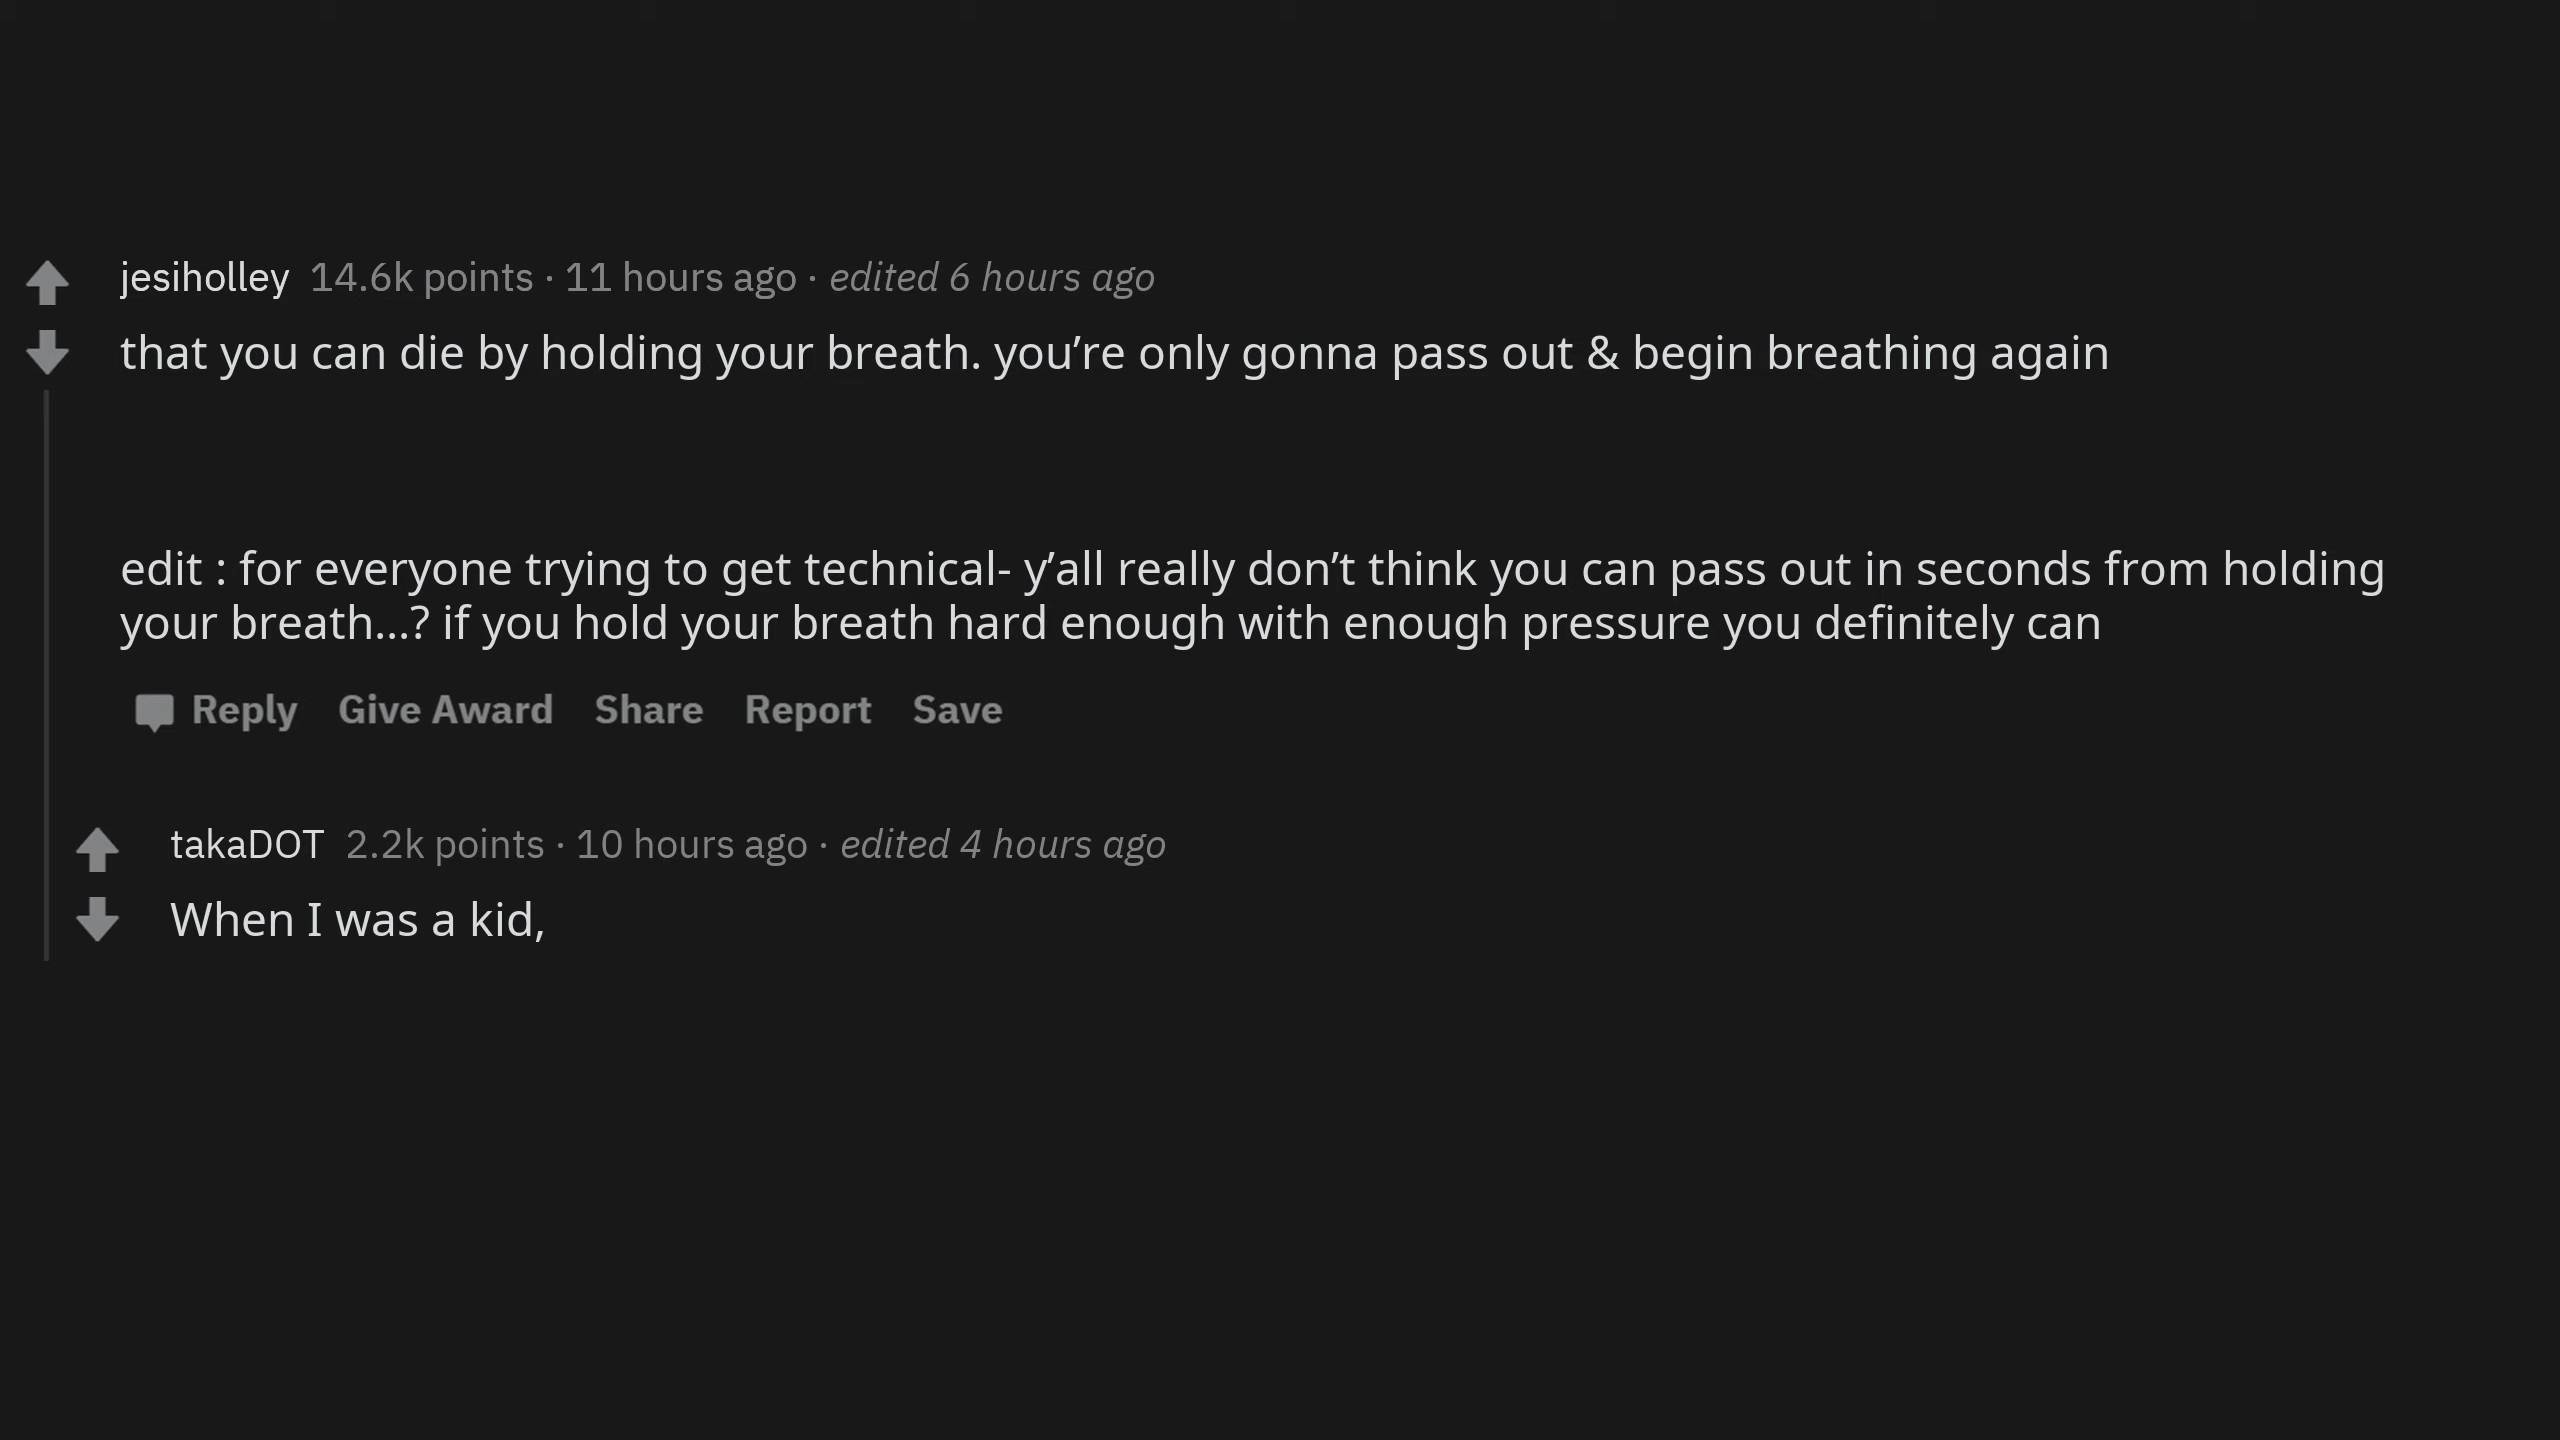 jesiholley 14.6k points · 11 hours ago · edited 6 hours ago
that you can die by holding your breath. you’re only gonna pass out & begin breathing again
edit : for everyone trying to get technical- y’all really don’t think you can pass out in seconds from holding
your breath...? if you hold your breath hard enough with enough pressure you definitely can
Reply Give Award Share Report Save
takaDOT 2.2k points · 10 hours ago · edited 4 hours ago
When I was a kid,